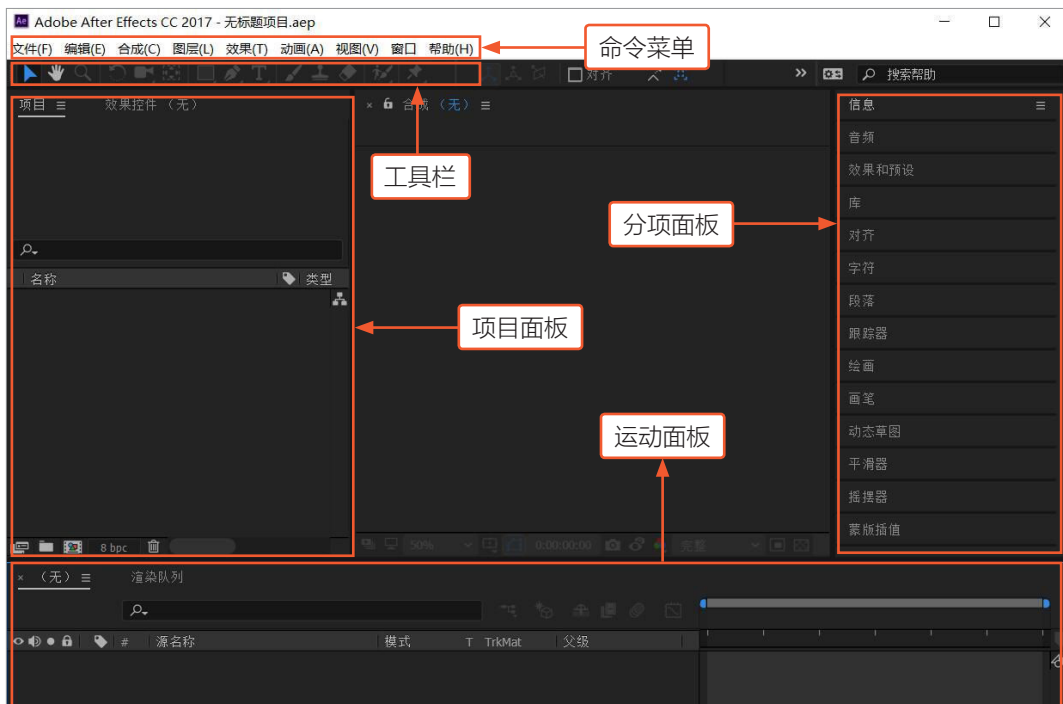 Adobe After Effects CC 2017 - 无标题项目.aep
文件(F) 编辑(E) 合成(C) 图层(L) 效果(T) 动画(A) 视图(V) 窗口 帮助(H)
命令菜单
对齐
搜索帮助
项目
效果控件 （无）
合成 （无）
信息
音频
工具栏
效果和预设
库
分项面板
对齐
名称
类型
字符
段落
项目面板
跟踪器
绘画
画笔
运动面板
动态草图
平滑器
摇摆器
蒙版插值
8 bpc
50%
0:00:00:00
完整
（无）
渲染队列
#
源名称
模式
T TrkMat
父级